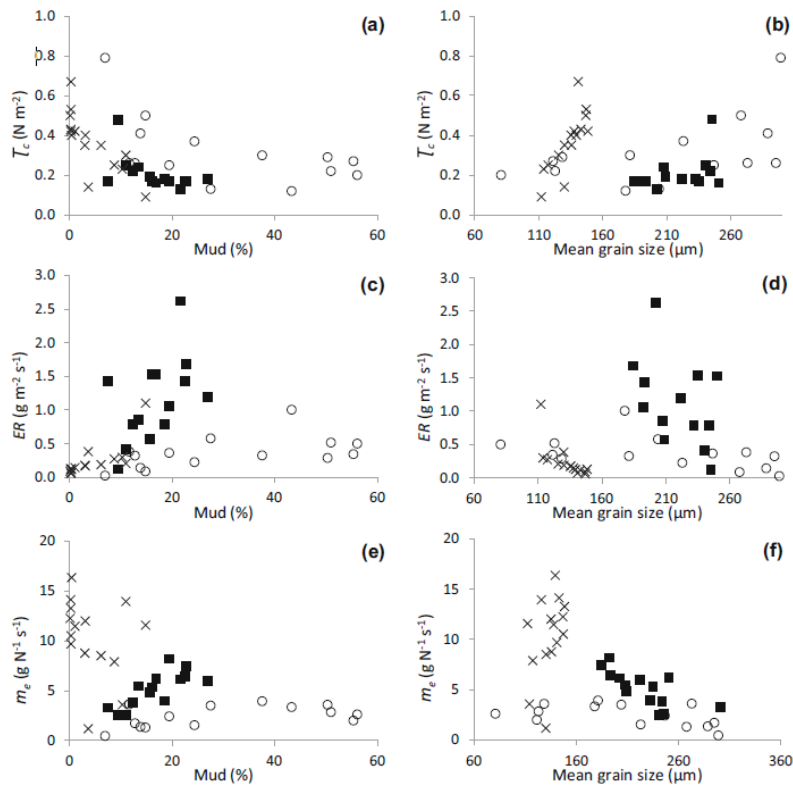 1.0 (a)
0.8
0.6
0.4
0.2
0.0
T_c (N m⁻²)
0 20 40 60
Mud (%)
1.0 (b)
0.8
0.6
0.4
0.2
0.0
T_c (N m⁻²)
60 110 160 210 260
Mean grain size (µm)
3.0 (c)
2.5
2.0
1.5
1.0
0.5
0.0
ER (g m⁻² s⁻¹)
0 20 40 60
Mud (%)
3.0 (d)
2.5
2.0
1.5
1.0
0.5
0.0
ER (g m⁻² s⁻¹)
60 110 160 210 260
Mean grain size (µm)
20 (e)
15
10
5
0
m_e (g N⁻¹ s⁻¹)
0 20 40 60
Mud (%)
20 (f)
15
10
5
0
m_e (g N⁻¹ s⁻¹)
60 160 260 360
Mean grain size (µm)